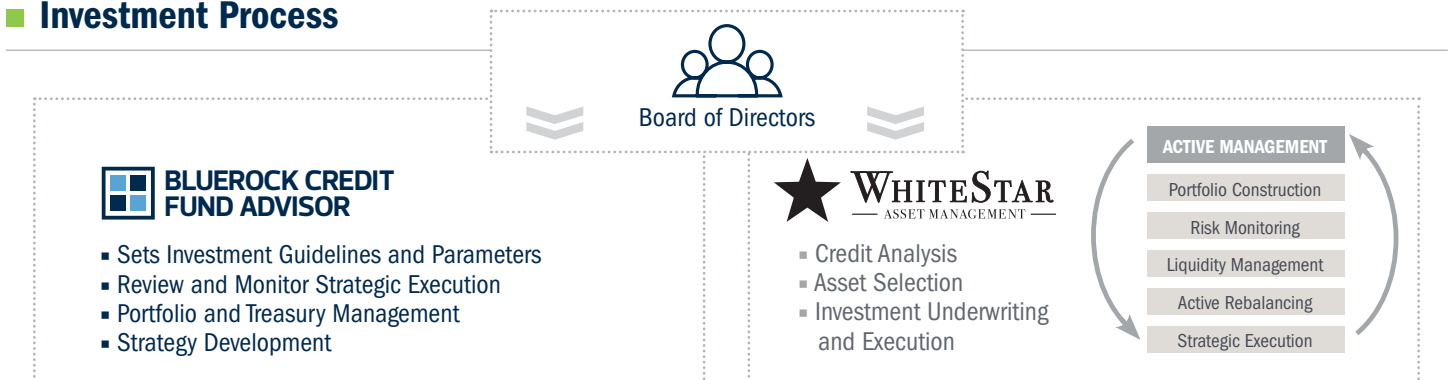 Investment Process
Board of Directors
BLUEROCK CREDIT
FUND ADVISOR
▪ Sets Investment Guidelines and Parameters
▪ Review and Monitor Strategic Execution
▪ Portfolio and Treasury Management
▪ Strategy Development
WHITESTAR
ASSET MANAGEMENT
▪ Credit Analysis
▪ Asset Selection
▪ Investment Underwriting
and Execution
ACTIVE MANAGEMENT
Portfolio Construction
Risk Monitoring
Liquidity Management
Active Rebalancing
Strategic Execution